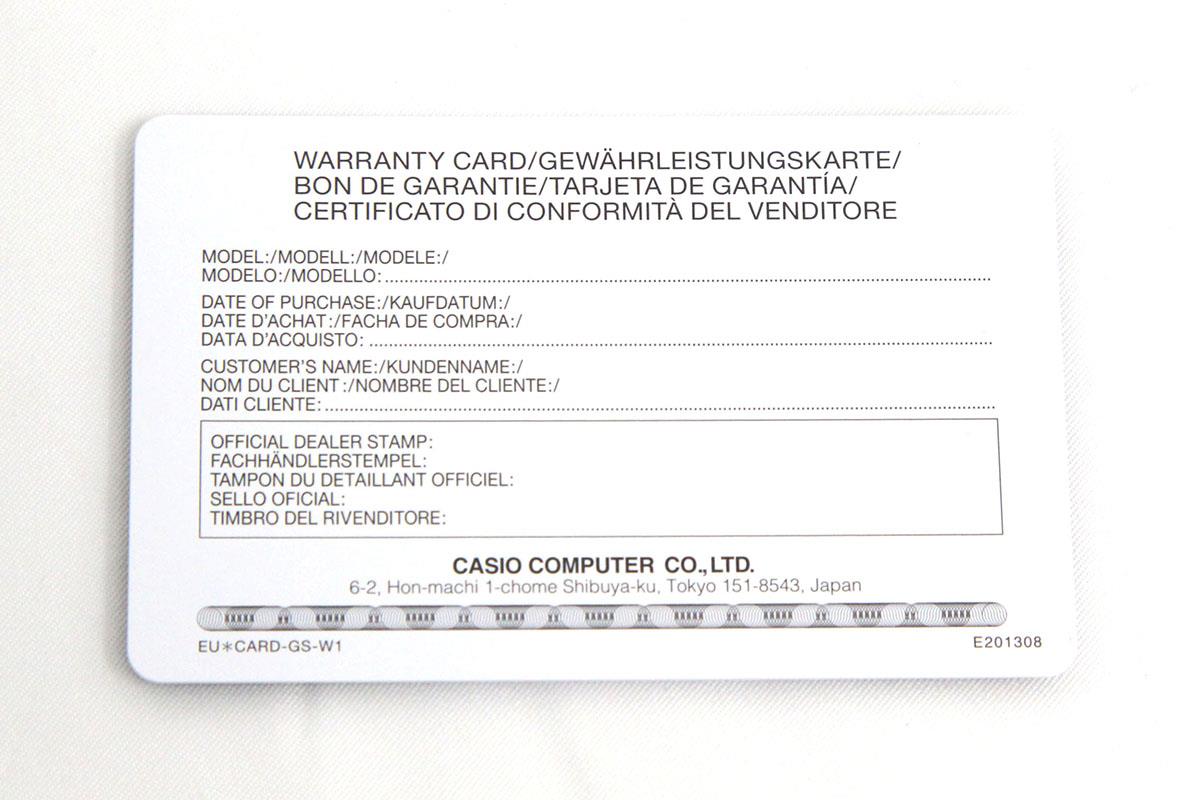 WARRANTY CARD/GEWÄHRLEISTUNGSKARTE/
BON DE GARANTIE/TARJETA DE GARANTÍA/
CERTIFICATO DI CONFORMITÀ DEL VENDITORE
MODEL:/MODELL:/MODELE:/
MODELO:/MODELLO:
DATE OF PURCHASE:/KAUFDATUM:/
DATE D'ACHAT:/FACHA DE COMPRA:/
DATA D'ACQUISTO:
CUSTOMER'S NAME:/KUNDENNAME:/
NOM DU CLIENT:/NOMBRE DEL CLIENTE:/
DATI CLIENTE:
OFFICIAL DEALER STAMP:
FACHHÄNDLERSTEMPEL:
TAMPON DU DETAILLANT OFFICIEL:
SELLO OFICIAL:
TIMBRO DEL RIVENDITORE:
CASIO COMPUTER CO., LTD.
6-2, Hon-machi 1-chome Shibuya-ku, Tokyo 151-8543, Japan
EU*CARD-GS-W1
E201308